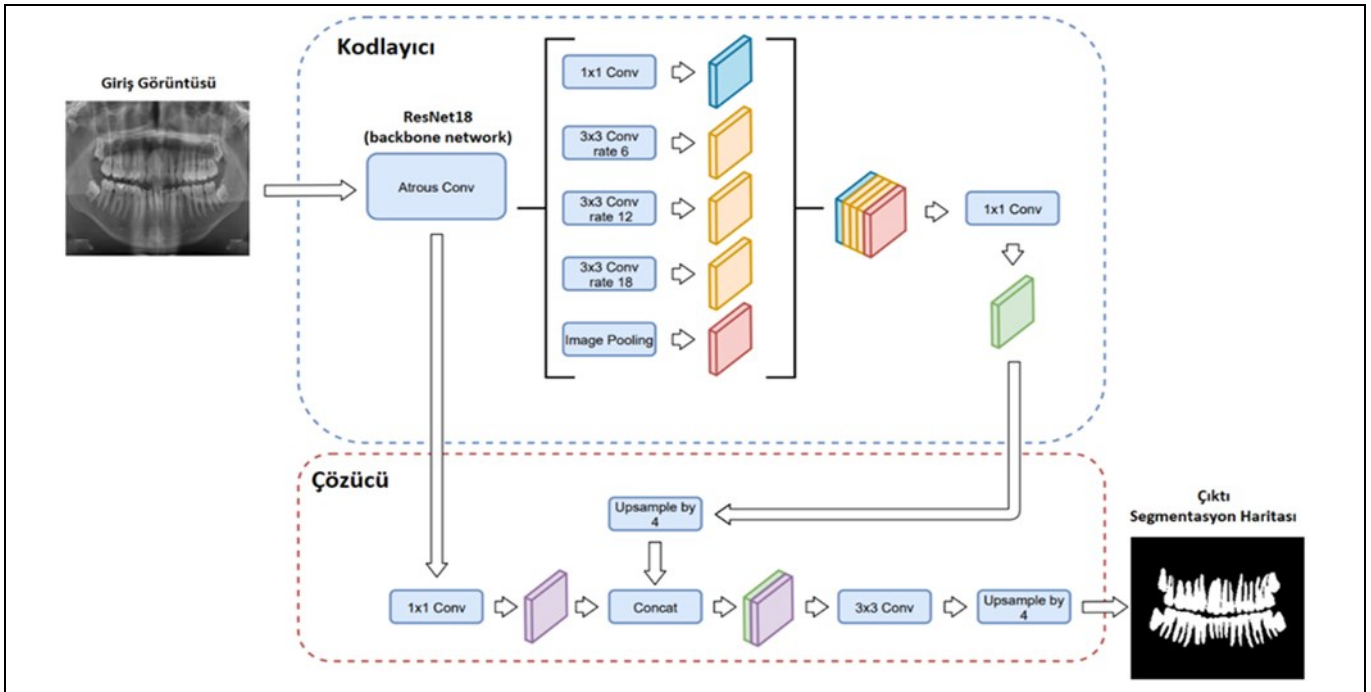 Kodlayıcı
Giriş Görüntüsü
ResNet18
(backbone network)
Atrous Conv
1x1 Conv
3x3 Conv
rate 6
3x3 Conv
rate 12
3x3 Conv
rate 18
Image Pooling
1x1 Conv
Çözücü
Upsample by
4
1x1 Conv
Concat
3x3 Conv
Upsample by
4
Çıktı
Segmentasyon Haritası